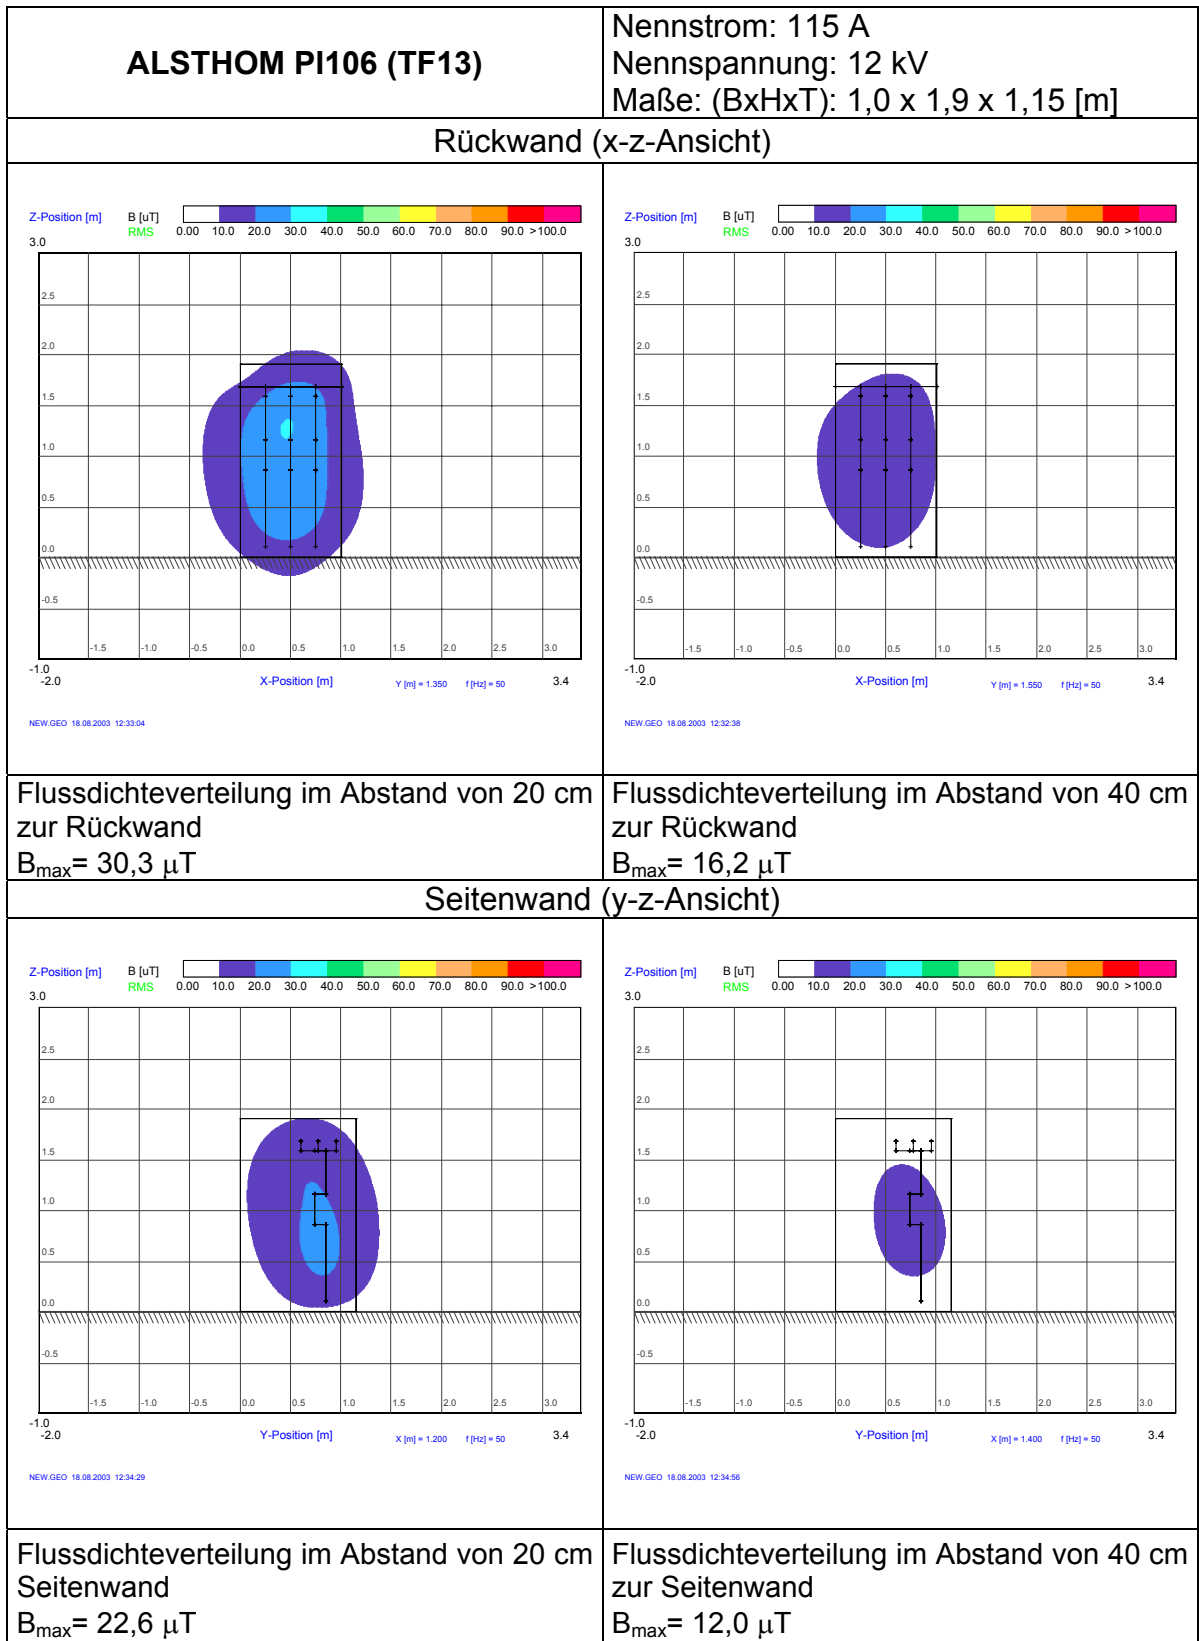 ALSTHOM PI106 (TF13)
Nennstrom: 115 A
Nennspannung: 12 kV
Maße: (BxHxT): 1,0 x 1,9 x 1,15 [m]
Rückwand (x-z-Ansicht)
Z-Position [m] B [uT]
RMS 0.00 10.0 20.0 30.0 40.0 50.0 60.0 70.0 80.0 90.0 >100.0
3.0
2.5
2.0
1.5
1.0
0.5
0.0
-0.5
-1.5 -1.0 -0.5 0.0 0.5 1.0 1.5 2.0 2.5 3.0
-1.0
-2.0 X-Position [m] Y [m] = 1.350 f [Hz] = 50 3.4
NEW.GEO 18.08.2003 12:33:04
Z-Position [m] B [uT]
RMS 0.00 10.0 20.0 30.0 40.0 50.0 60.0 70.0 80.0 90.0 >100.0
3.0
2.5
2.0
1.5
1.0
0.5
0.0
-0.5
-1.5 -1.0 -0.5 0.0 0.5 1.0 1.5 2.0 2.5 3.0
-1.0
-2.0 X-Position [m] Y [m] = 1.550 f [Hz] = 50 3.4
NEW.GEO 18.08.2003 12:32:38
Flussdichteverteilung im Abstand von 20 cm
zur Rückwand
Bmax= 30,3 µT
Flussdichteverteilung im Abstand von 40 cm
zur Rückwand
Bmax= 16,2 µT
Seitenwand (y-z-Ansicht)
Z-Position [m] B [uT]
RMS 0.00 10.0 20.0 30.0 40.0 50.0 60.0 70.0 80.0 90.0 >100.0
3.0
2.5
2.0
1.5
1.0
0.5
0.0
-0.5
-1.5 -1.0 -0.5 0.0 0.5 1.0 1.5 2.0 2.5 3.0
-1.0
-2.0 Y-Position [m] X [m] = 1.200 f [Hz] = 50 3.4
NEW.GEO 18.08.2003 12:34:29
Z-Position [m] B [uT]
RMS 0.00 10.0 20.0 30.0 40.0 50.0 60.0 70.0 80.0 90.0 >100.0
3.0
2.5
2.0
1.5
1.0
0.5
0.0
-0.5
-1.5 -1.0 -0.5 0.0 0.5 1.0 1.5 2.0 2.5 3.0
-1.0
-2.0 Y-Position [m] X [m] = 1.400 f [Hz] = 50 3.4
NEW.GEO 18.08.2003 12:34:56
Flussdichteverteilung im Abstand von 20 cm
Seitenwand
Bmax= 22,6 µT
Flussdichteverteilung im Abstand von 40 cm
zur Seitenwand
Bmax= 12,0 µT